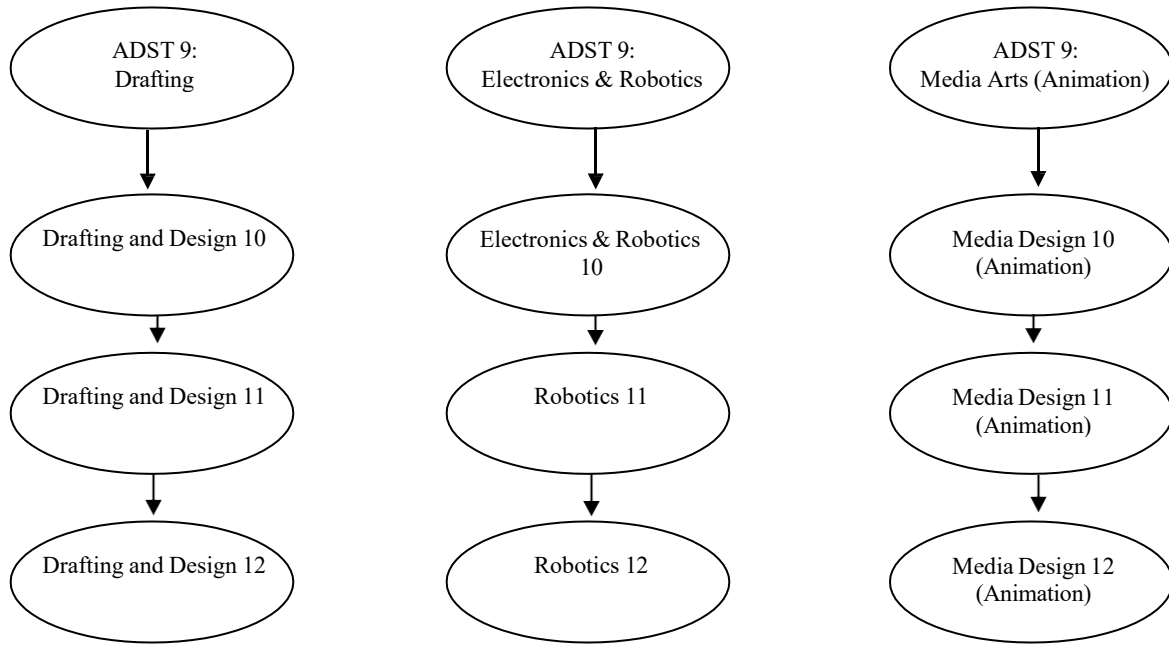 ADST 9:
Drafting
ADST 9:
Electronics & Robotics
ADST 9:
Media Arts (Animation)
Drafting and Design 10
Electronics & Robotics
10
Media Design 10
(Animation)
Drafting and Design 11
Robotics 11
Media Design 11
(Animation)
Drafting and Design 12
Robotics 12
Media Design 12
(Animation)